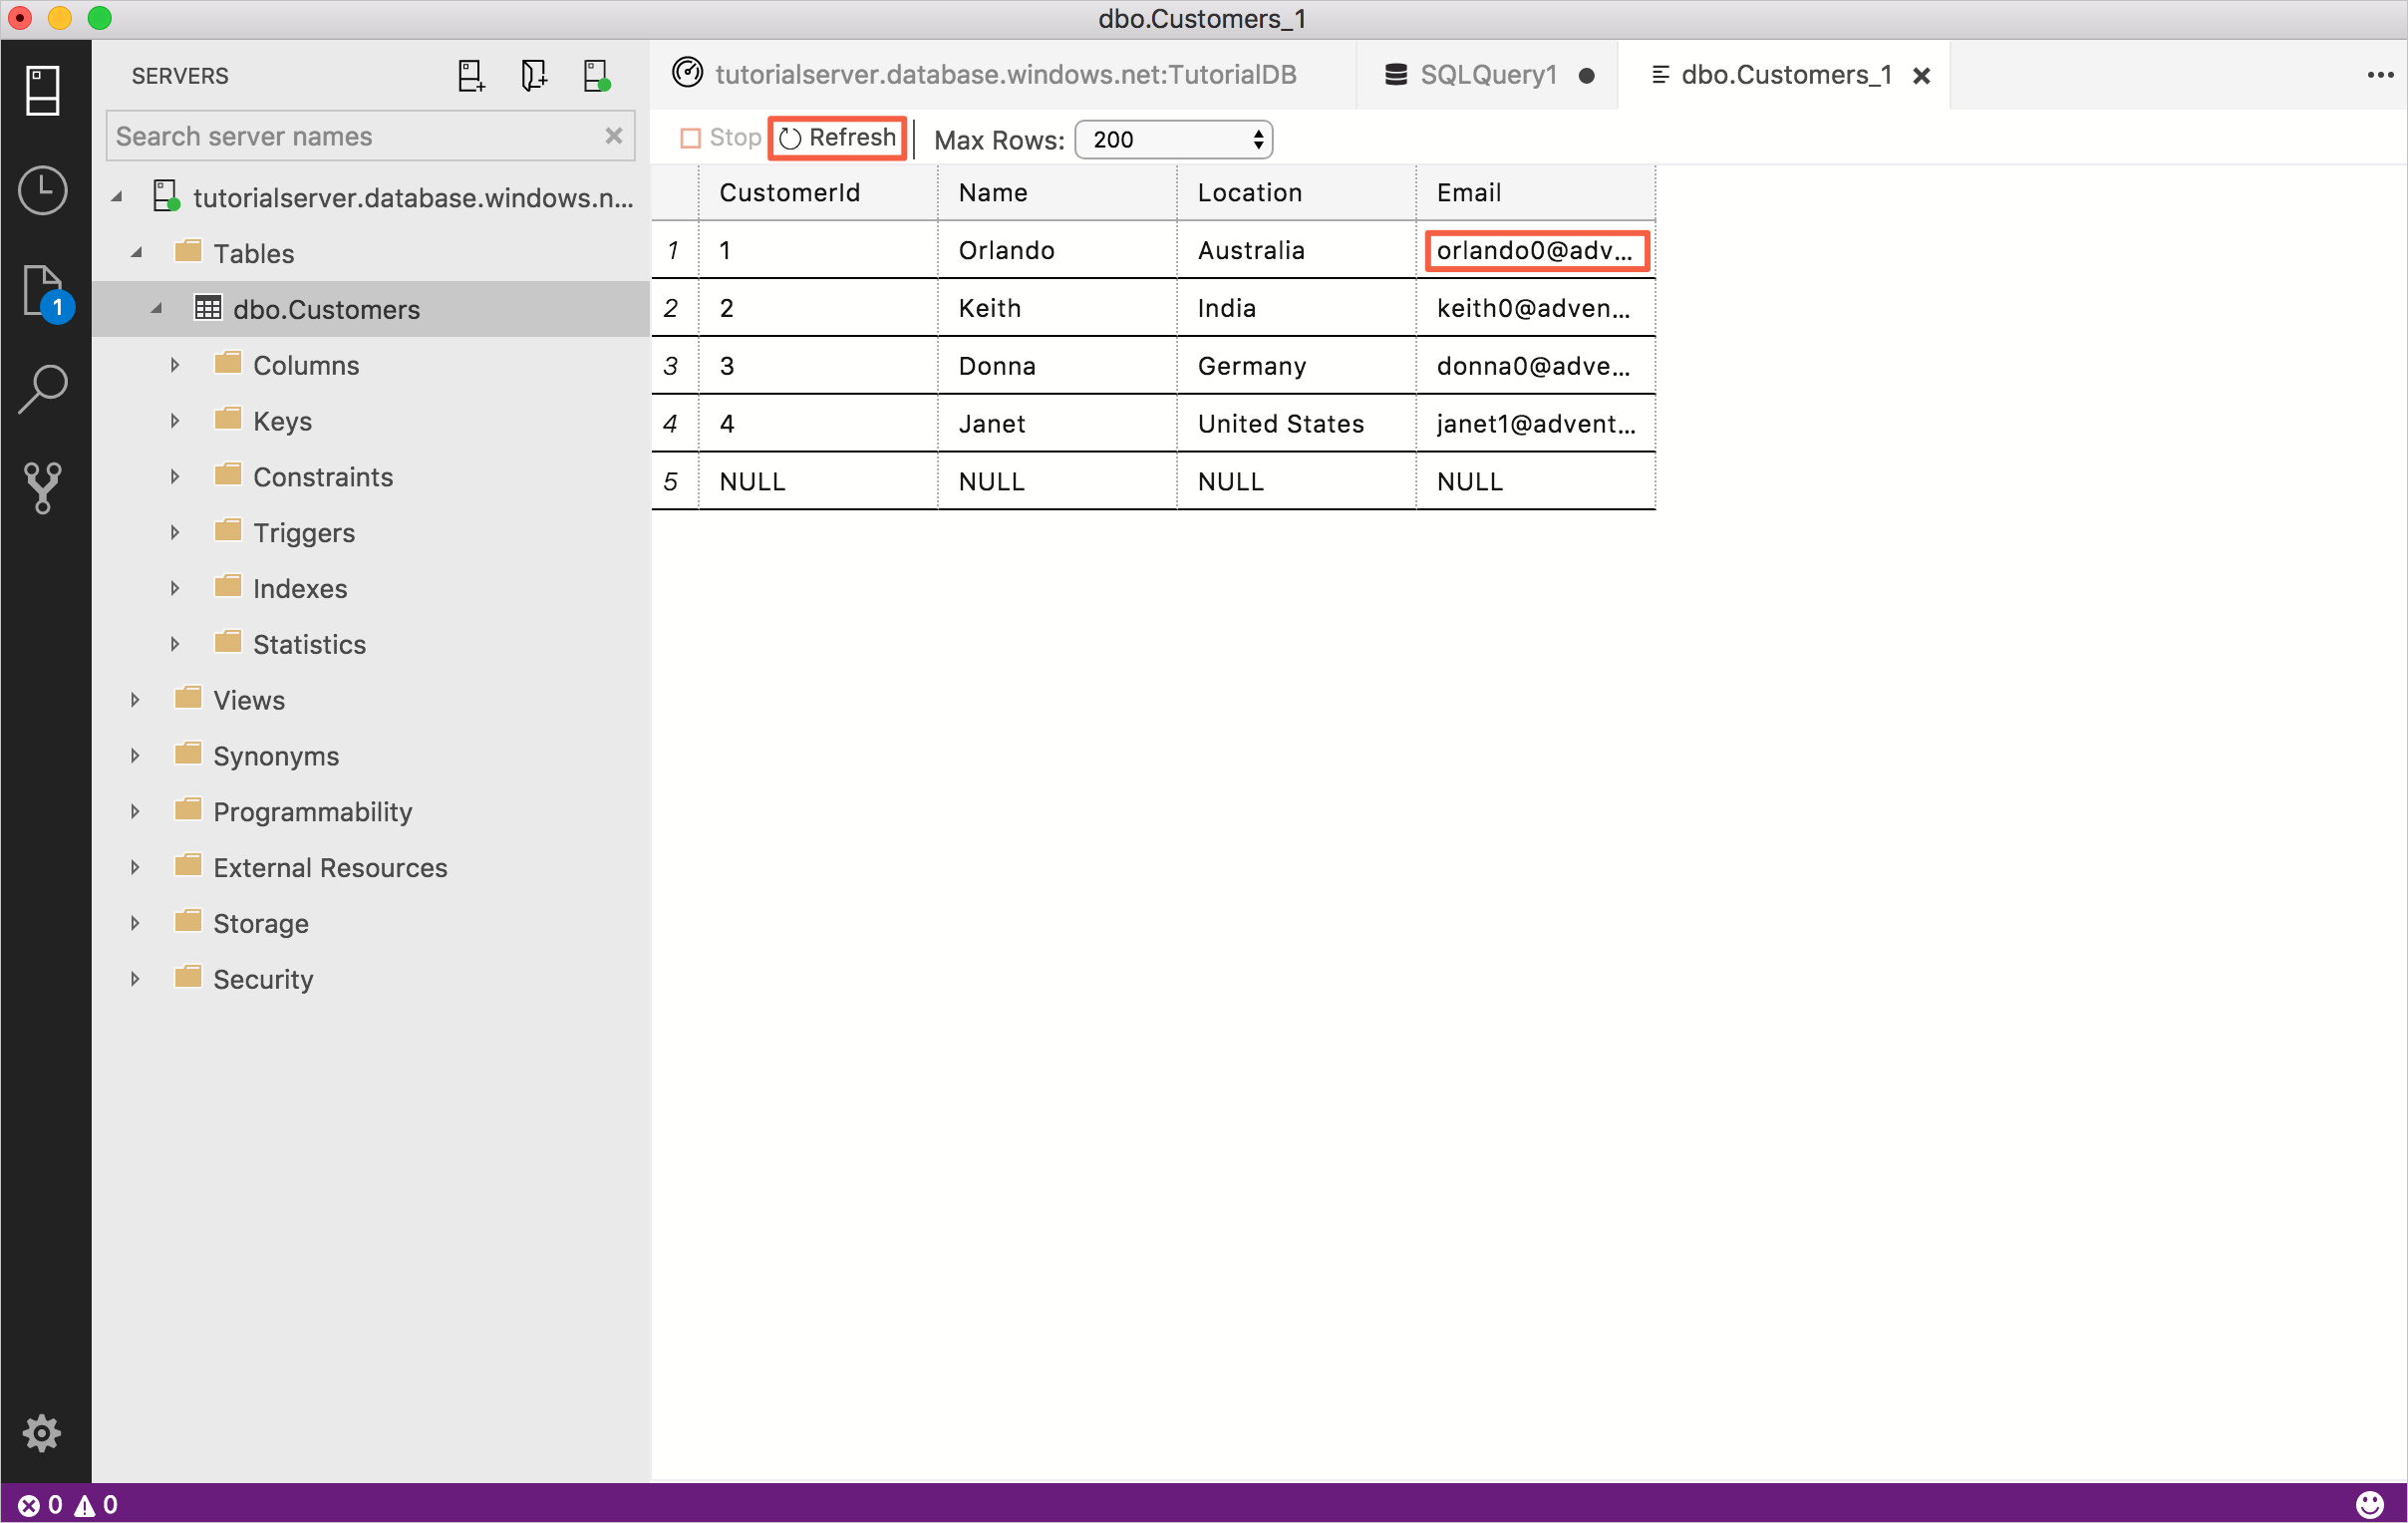 dbo.Customers_1
SERVERS
Search server names
tutorialserver.database.windows.n...
Tables
dbo.Customers
Columns
Keys
Constraints
Triggers
Indexes
Statistics
Views
Synonyms
Programmability
External Resources
Storage
Security
1
tutorialserver.database.windows.net:TutorialDB SQLQuery1 dbo.Customers_1
Stop Refresh Max Rows: 200
CustomerId Name Location Email
1 1 Orlando Australia orlando0@adv...
2 2 Keith India keith0@adven...
3 3 Donna Germany donna0@adve...
4 4 Janet United States janet1@advent...
5 NULL NULL NULL NULL
0 0